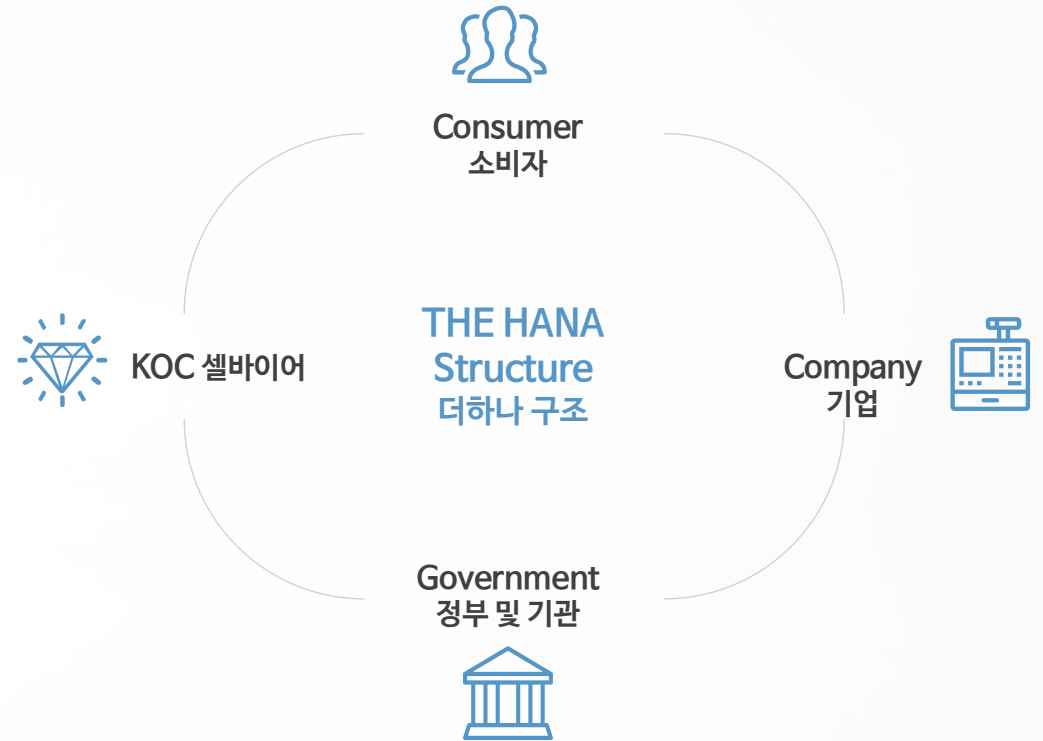 Consumer
소비자
THE HANA
Structure
더하나 구조
KOC 셀바이어
Company
기업
Government
정부 및 기관